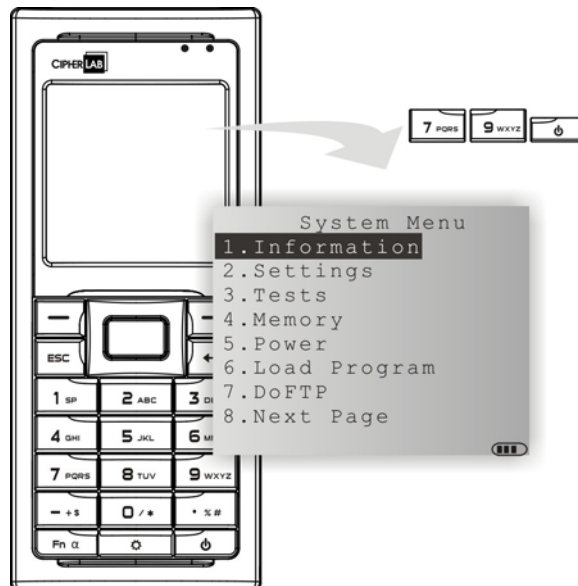 CIPHERLAB
7 PQRS 9 WXYZ
System Menu
1.Information
2.Settings
3.Tests
4.Memory
5.Power
6.Load Program
7.DoFTP
8.Next Page
ESC
1 SP 2 ABC 3
4 GHI 5 JKL 6
7 PQRS 8 TUV 9 WXYZ
- +$ 0 / * . % #
Fn α